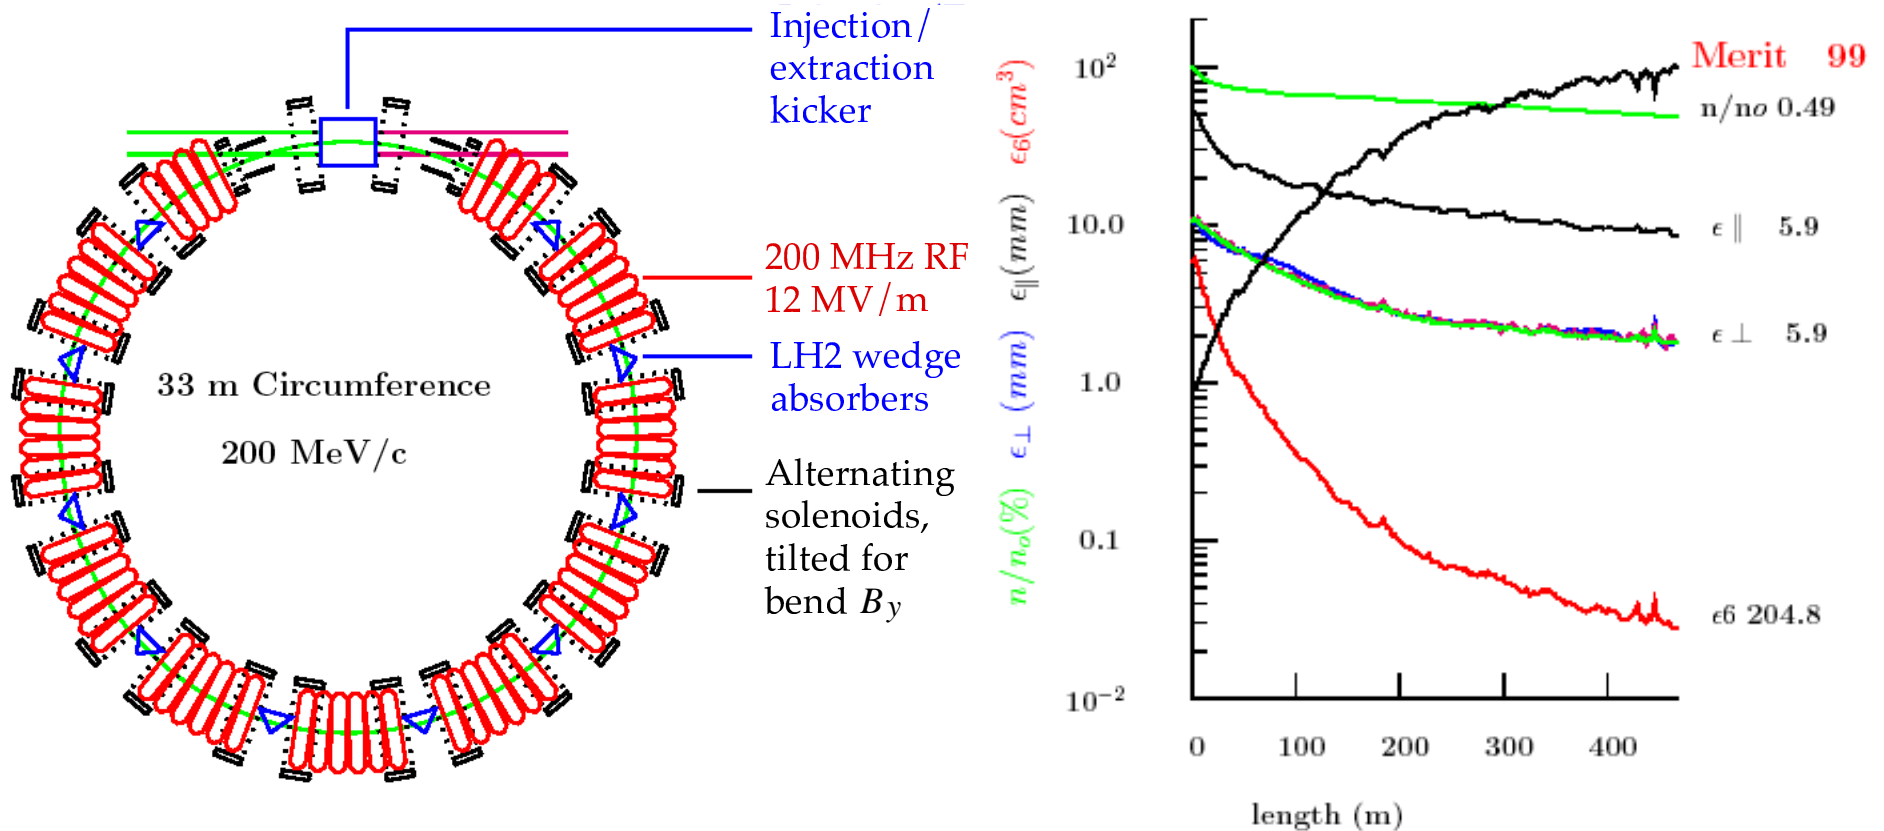 Injection/
extraction
kicker
200 MHz RF
12 MV/m
LH2 wedge
absorbers
Alternating
solenoids,
tilted for
bend By
33 m Circumference
200 MeV/c
n/no(%) ϵ⊥(mm) ϵ∥(mm) ϵ6(cm³)
10²
10.0
1.0
0.1
10⁻²
0 100 200 300 400
length (m)
Merit 99
n/no 0.49
ϵ ∥ 5.9
ϵ ⊥ 5.9
ϵ6 204.8